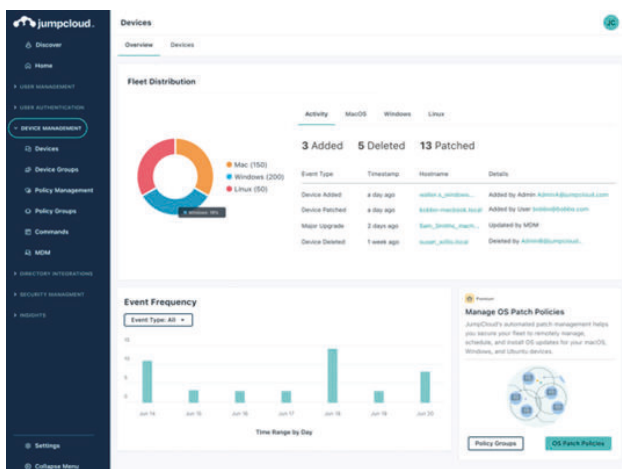 jumpcloud.
Devices
JC
Discover
Home
USER MANAGEMENT
USER AUTHENTICATION
DEVICE MANAGEMENT
Devices
Device Groups
Policy Management
Policy Groups
Commands
MDM
DIRECTORY INTEGRATIONS
SECURITY MANAGMENT
INSIGHTS
Settings
Collapse Menu
Overview Devices
Fleet Distribution
Mac (150)
Windows (200)
Linux (50)
Activity MacOS Windows Linux
3 Added 5 Deleted 13 Patched
Event Type Timestamp Hostname Details
Device Added a day ago Added by Admin
Device Patched a day ago Added by User
Major Upgrade 2 days ago Updated by MDM
Device Deleted 1 week ago Deleted by
Event Frequency
Event Type: All
15
10
5
0
Jun 14 Jun 15 Jun 16 Jun 17 Jun 18 Jun 19 Jun 20
Time Range by Day
Premium
Manage OS Patch Policies
JumpCloud's automated patch management helps
you secure your fleet to remotely manage,
schedule, and install OS updates for your macOS,
Windows, and Ubuntu devices.
Policy Groups OS Patch Policies